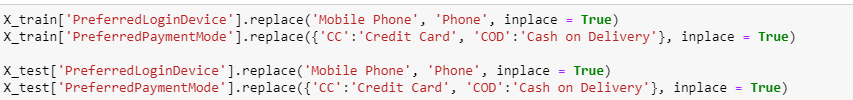 X_train['PreferredLoginDevice'].replace('Mobile Phone', 'Phone', inplace = True)
X_train['PreferredPaymentMode'].replace({'CC':'Credit Card', 'COD':'Cash on Delivery'}, inplace = True)
X_test['PreferredLoginDevice'].replace('Mobile Phone', 'Phone', inplace = True)
X_test['PreferredPaymentMode'].replace({'CC':'Credit Card', 'COD':'Cash on Delivery'}, inplace = True)